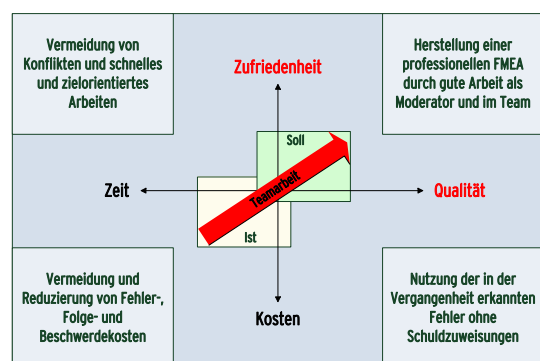 Vermeidung von
Konflikten und schnelles
und zielorientiertes
Arbeiten
Zufriedenheit
Herstellung einer
professionellen FMEA
durch gute Arbeit als
Moderator und im Team
Soll
Zeit
Teamarbeit
Qualität
Ist
Vermeidung und
Reduzierung von Fehler-,
Folge- und
Beschwerdekosten
Kosten
Nutzung der in der
Vergangenheit erkannten
Fehler ohne
Schuldzuweisungen